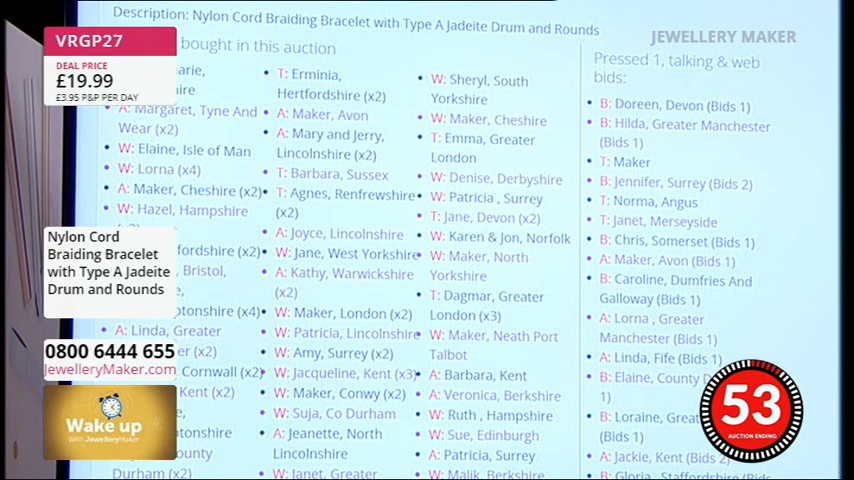 Description: Nylon Cord Braiding Bracelet with Type A Jadeite Drum and Rounds
bought in this auction
JEWELLERY MAKER
VRGP27
DEAL PRICE
£19.99
£3.95 P&P PER DAY
A: Margaret, Tyne And
Wear (x2)
W: Elaine, Isle of Man
W: Lorna (x4)
A: Maker, Cheshire (x2)
W: Hazel, Hampshire
Nylon Cord
Braiding Bracelet
with Type A Jadeite
Drum and Rounds
(x2)
Bristol,
(x4)
A: Linda, Greater
(x2)
Cornwall (x2)
Kent (x2)
Durham (x2)
0800 6444 655
JewelleryMaker.com
Wake up
With JewelleryMaker
T: Erminia,
Hertfordshire (x2)
A: Maker, Avon
A: Mary and Jerry,
Lincolnshire (x2)
T: Barbara, Sussex
T: Agnes, Renfrewshire
(x2)
A: Joyce, Lincolnshire
W: Jane, West Yorkshire
A: Kathy, Warwickshire
(x2)
W: Maker, London (x2)
W: Patricia, Lincolnshire
W: Amy, Surrey (x2)
W: Jacqueline, Kent (x3)
W: Maker, Conwy (x2)
W: Suja, Co Durham
A: Jeanette, North
Lincolnshire
W: Janet, Greater
W: Sheryl, South
Yorkshire
W: Maker, Cheshire
T: Emma, Greater
London
W: Denise, Derbyshire
W: Patricia , Surrey
T: Jane, Devon (x2)
W: Karen & Jon, Norfolk
W: Maker, North
Yorkshire
T: Dagmar, Greater
London (x3)
W: Maker, Neath Port
Talbot
A: Barbara, Kent
A: Veronica, Berkshire
W: Ruth , Hampshire
W: Sue, Edinburgh
A: Patricia, Surrey
W: Malik, Berkshire
Pressed 1, talking & web
bids:
B: Doreen, Devon (Bids 1)
B: Hilda, Greater Manchester
(Bids 1)
T: Maker
B: Jennifer, Surrey (Bids 2)
T: Norma, Angus
T: Janet, Merseyside
B: Chris, Somerset (Bids 1)
A: Maker, Avon (Bids 1)
B: Caroline, Dumfries And
Galloway (Bids 1)
A: Lorna , Greater
Manchester (Bids 1)
A: Linda, Fife (Bids 1)
B: Elaine, County
1)
B: Loraine,
(Bids 1)
A: Jackie, Kent (Bids 2)
B: Gloria , Staffordshire (Bids
53
AUCTION ENDING